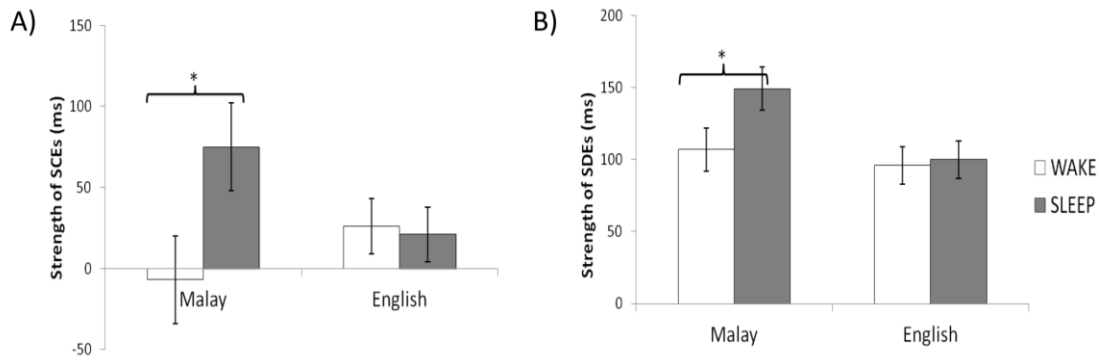 A)
Strength of SCEs (ms)
150
100
50
0
-50
*
Malay
English
B)
Strength of SDEs (ms)
200
150
100
50
0
*
Malay
English
WAKE
SLEEP